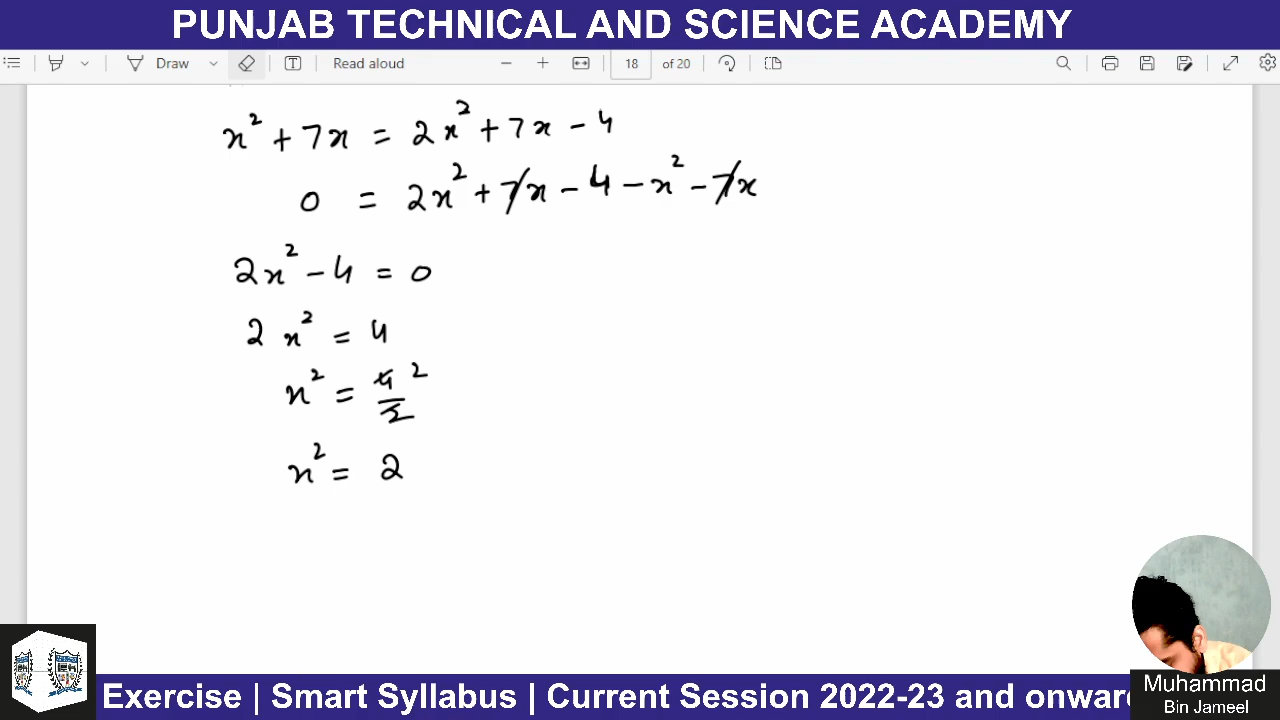 PUNJAB TECHNICAL AND SCIENCE ACADEMY
Draw Read aloud 18 of 20
x² + 7x = 2x² + 7x - 4
0 = 2x² + 7x - 4 - x² - 7x
2x² - 4 = 0
2x² = 4
x² = 4/2 2
x² = 2
Muhammad
Bin Jameel
Exercise | Smart Syllabus | Current Session 2022-23 and onwar